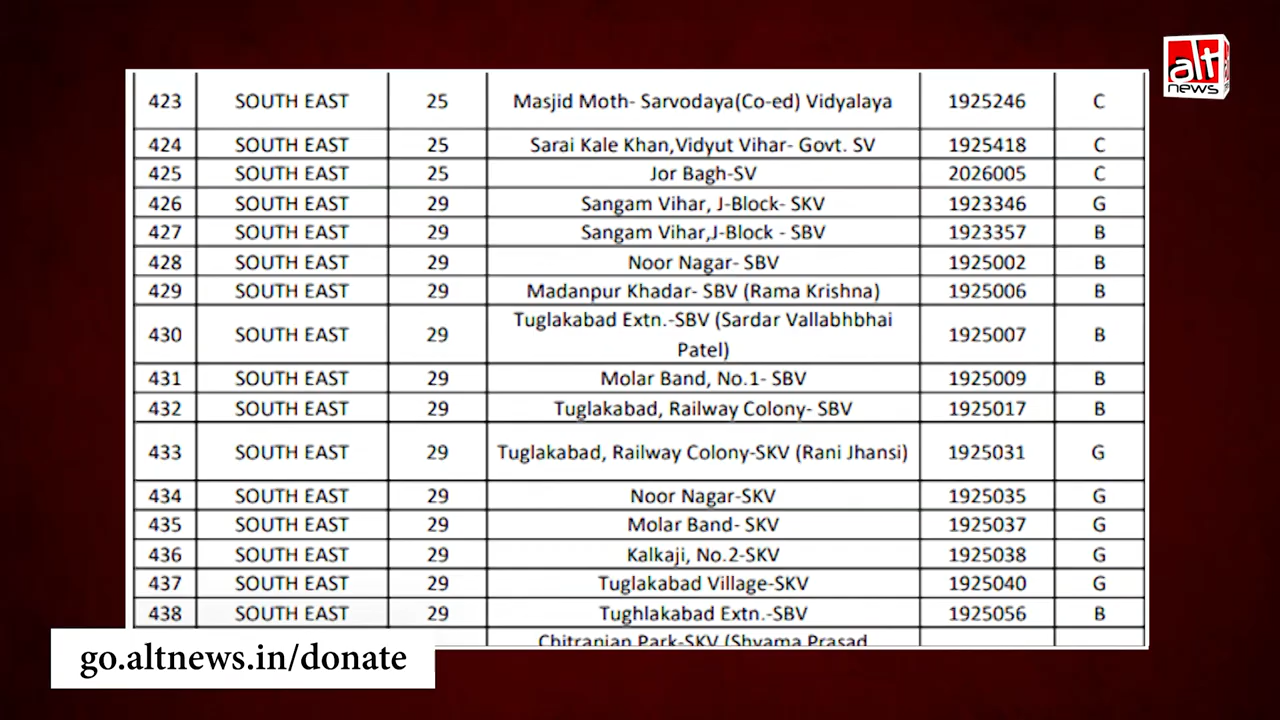 alt
news
423 SOUTH EAST 25 Masjid Moth- Sarvodaya(Co-ed) Vidyalaya 1925246 C
424 SOUTH EAST 25 Sarai Kale Khan,Vidyut Vihar- Govt. SV 1925418 C
425 SOUTH EAST 25 Jor Bagh-SV 2026005 C
426 SOUTH EAST 29 Sangam Vihar, J-Block- SKV 1923346 G
427 SOUTH EAST 29 Sangam Vihar,J-Block - SBV 1923357 B
428 SOUTH EAST 29 Noor Nagar- SBV 1925002 B
429 SOUTH EAST 29 Madanpur Khadar- SBV (Rama Krishna) 1925006 B
430 SOUTH EAST 29 Tuglakabad Extn.-SBV (Sardar Vallabhbhai
Patel) 1925007 B
431 SOUTH EAST 29 Molar Band, No.1- SBV 1925009 B
432 SOUTH EAST 29 Tuglakabad, Railway Colony- SBV 1925017 B
433 SOUTH EAST 29 Tuglakabad, Railway Colony-SKV (Rani Jhansi) 1925031 G
434 SOUTH EAST 29 Noor Nagar-SKV 1925035 G
435 SOUTH EAST 29 Molar Band- SKV 1925037 G
436 SOUTH EAST 29 Kalkaji, No.2-SKV 1925038 G
437 SOUTH EAST 29 Tuglakabad Village-SKV 1925040 G
438 SOUTH EAST 29 Tughlakabad Extn.-SBV 1925056 B
Chitranjan Park-SKV (Shyama Prasad
go.altnews.in/donate